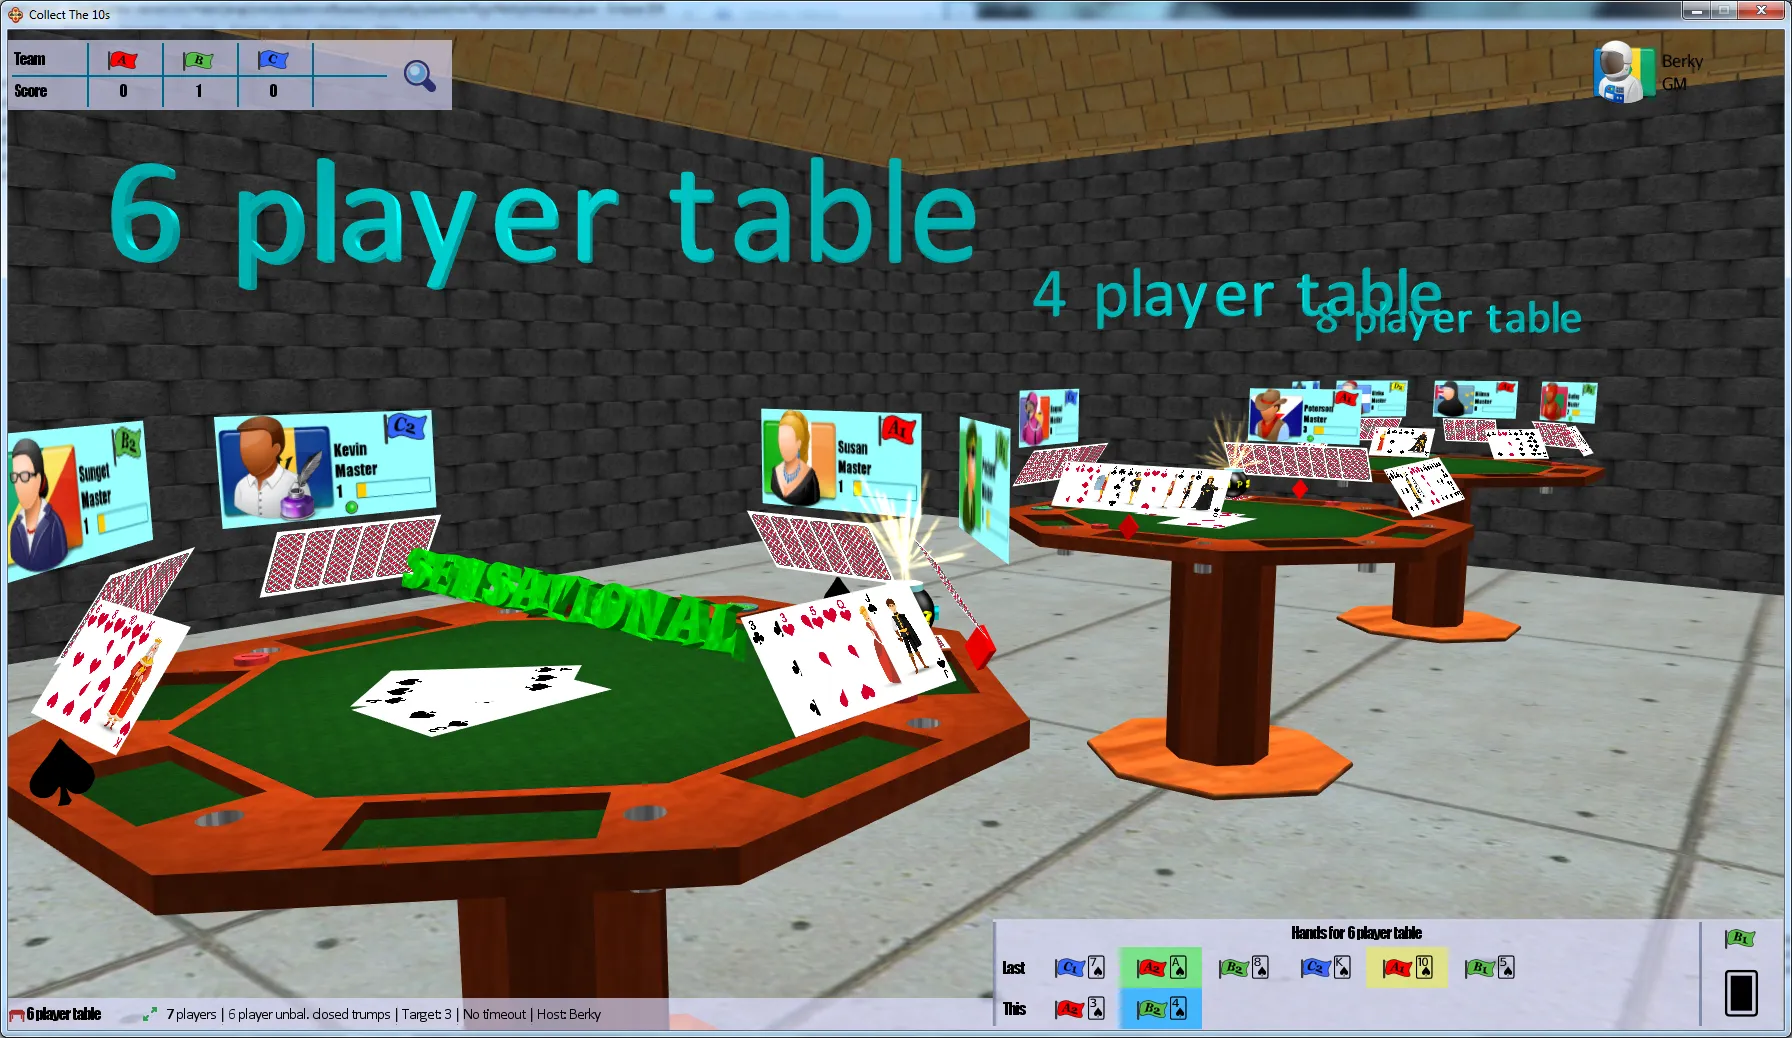 Collect The 10s
Team A B C
Score 0 1 0
Berky
GM
6 player table
4 player table
8 player table
B2
Sunget
Master
1
C2
Kevin
Master
1
A1
Susan
Master
1
Peterson
Master
3
SENSATIONAL
Hands for 6 player table
Last C1 7 A2 A B2 8 C2 K A1 10 B1 5
This A2 3 B2 4
B1
6 player table 7 players | 6 player unbal. closed trumps | Target: 3 | No timeout | Host: Berky